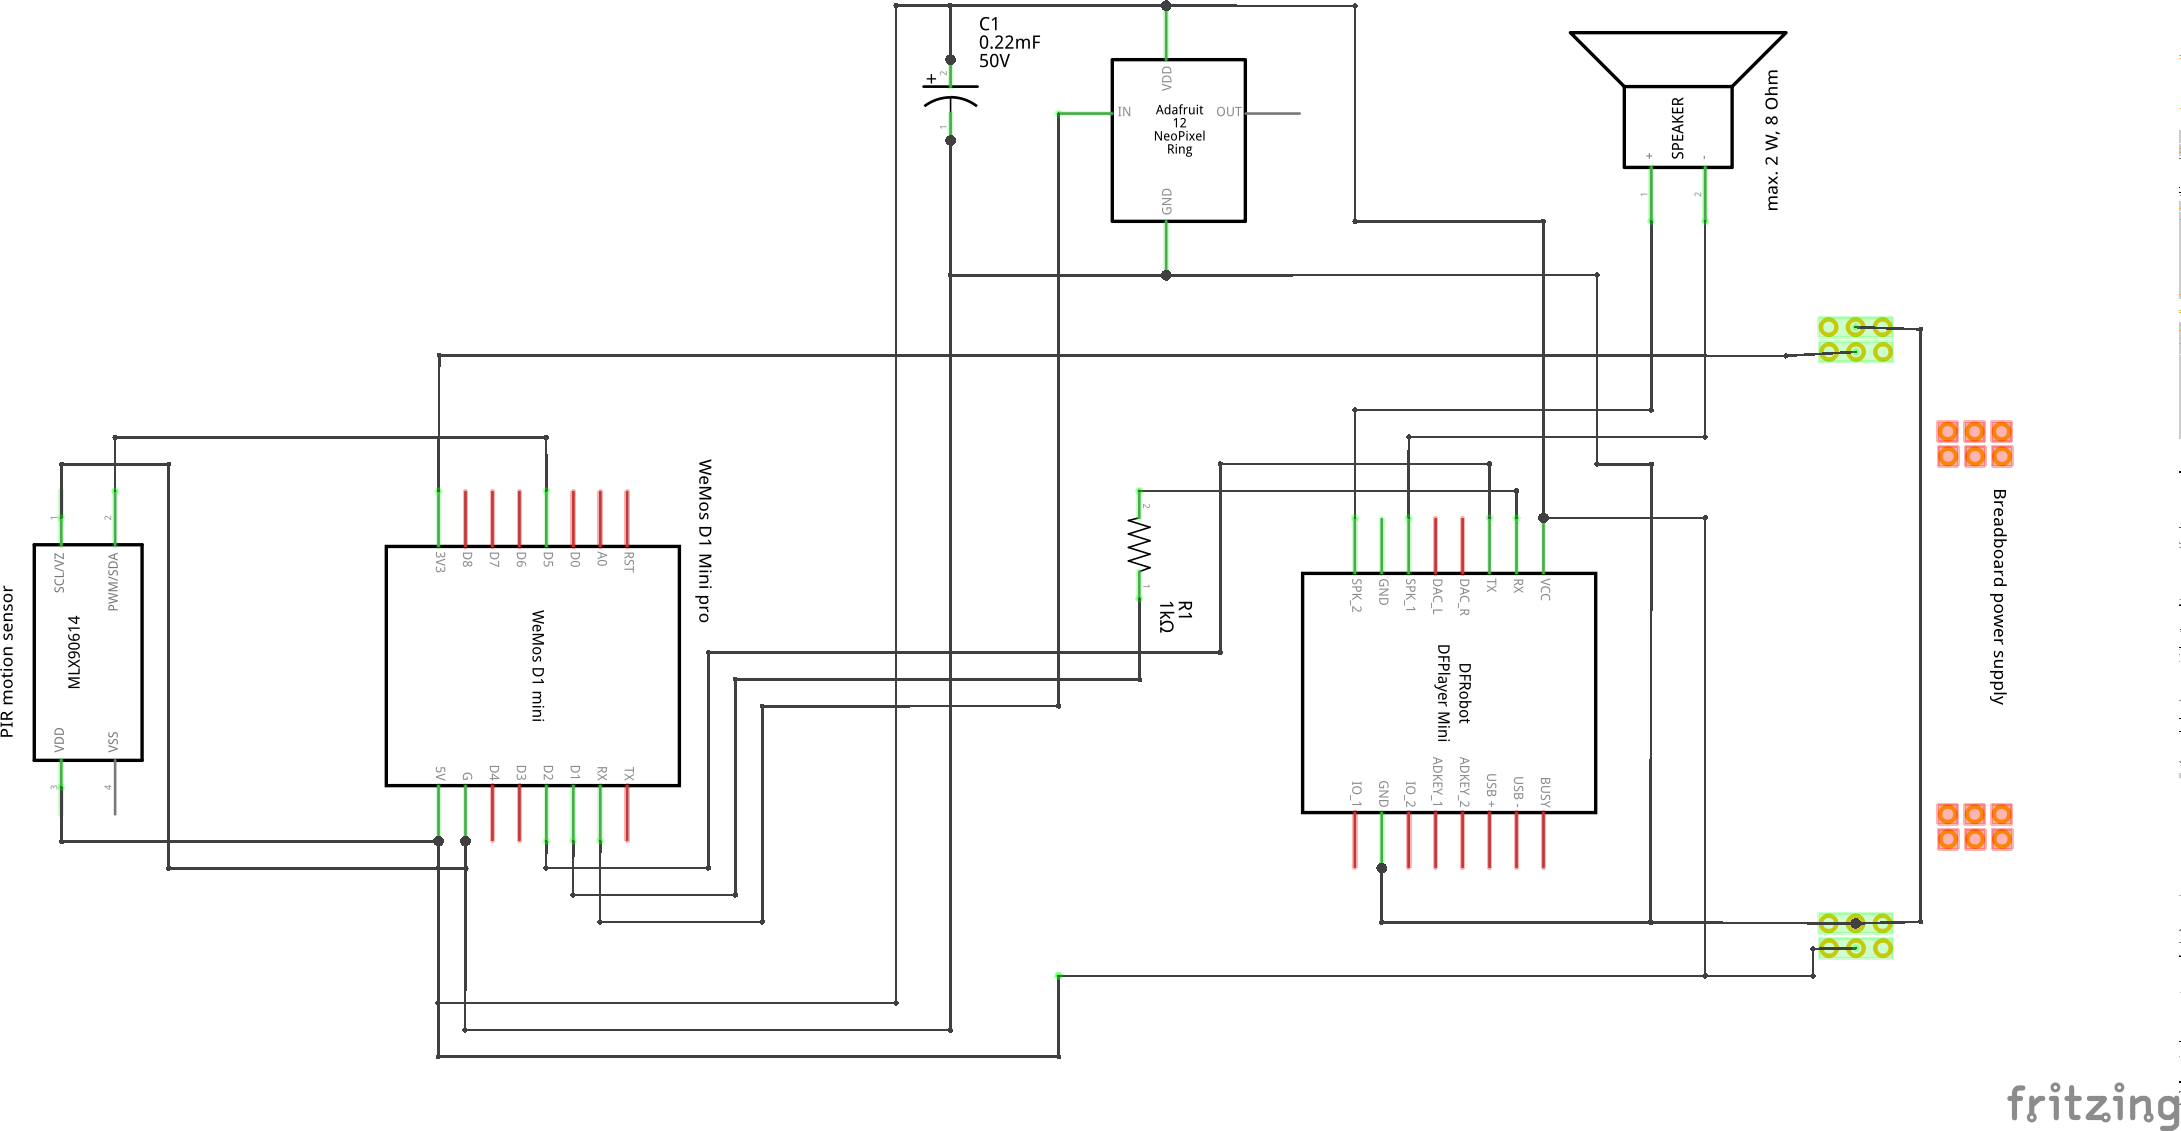 C1
0.22mF
50V
+
2
1
VDD
IN
OUT
Adafruit
12
NeoPixel
Ring
GND
SPEAKER
+
-
1
2
max. 2 W, 8 Ohm
PIR motion sensor
1
2
SCL/VZ
PWM/SDA
MLX90614
VDD
VSS
3
4
WeMos D1 Mini pro
3V3
D8
D7
D6
D5
D0
A0
RST
WeMos D1 mini
5V
G
D4
D3
D2
D1
RX
TX
2
1
R1
1kΩ
SPK_2
GND
SPK_1
DAC_L
DAC_R
TX
RX
VCC
DFRobot
DFPlayer Mini
IO_1
GND
IO_2
ADKEY_1
ADKEY_2
USB +
USB -
BUSY
Breadboard power supply
fritzing